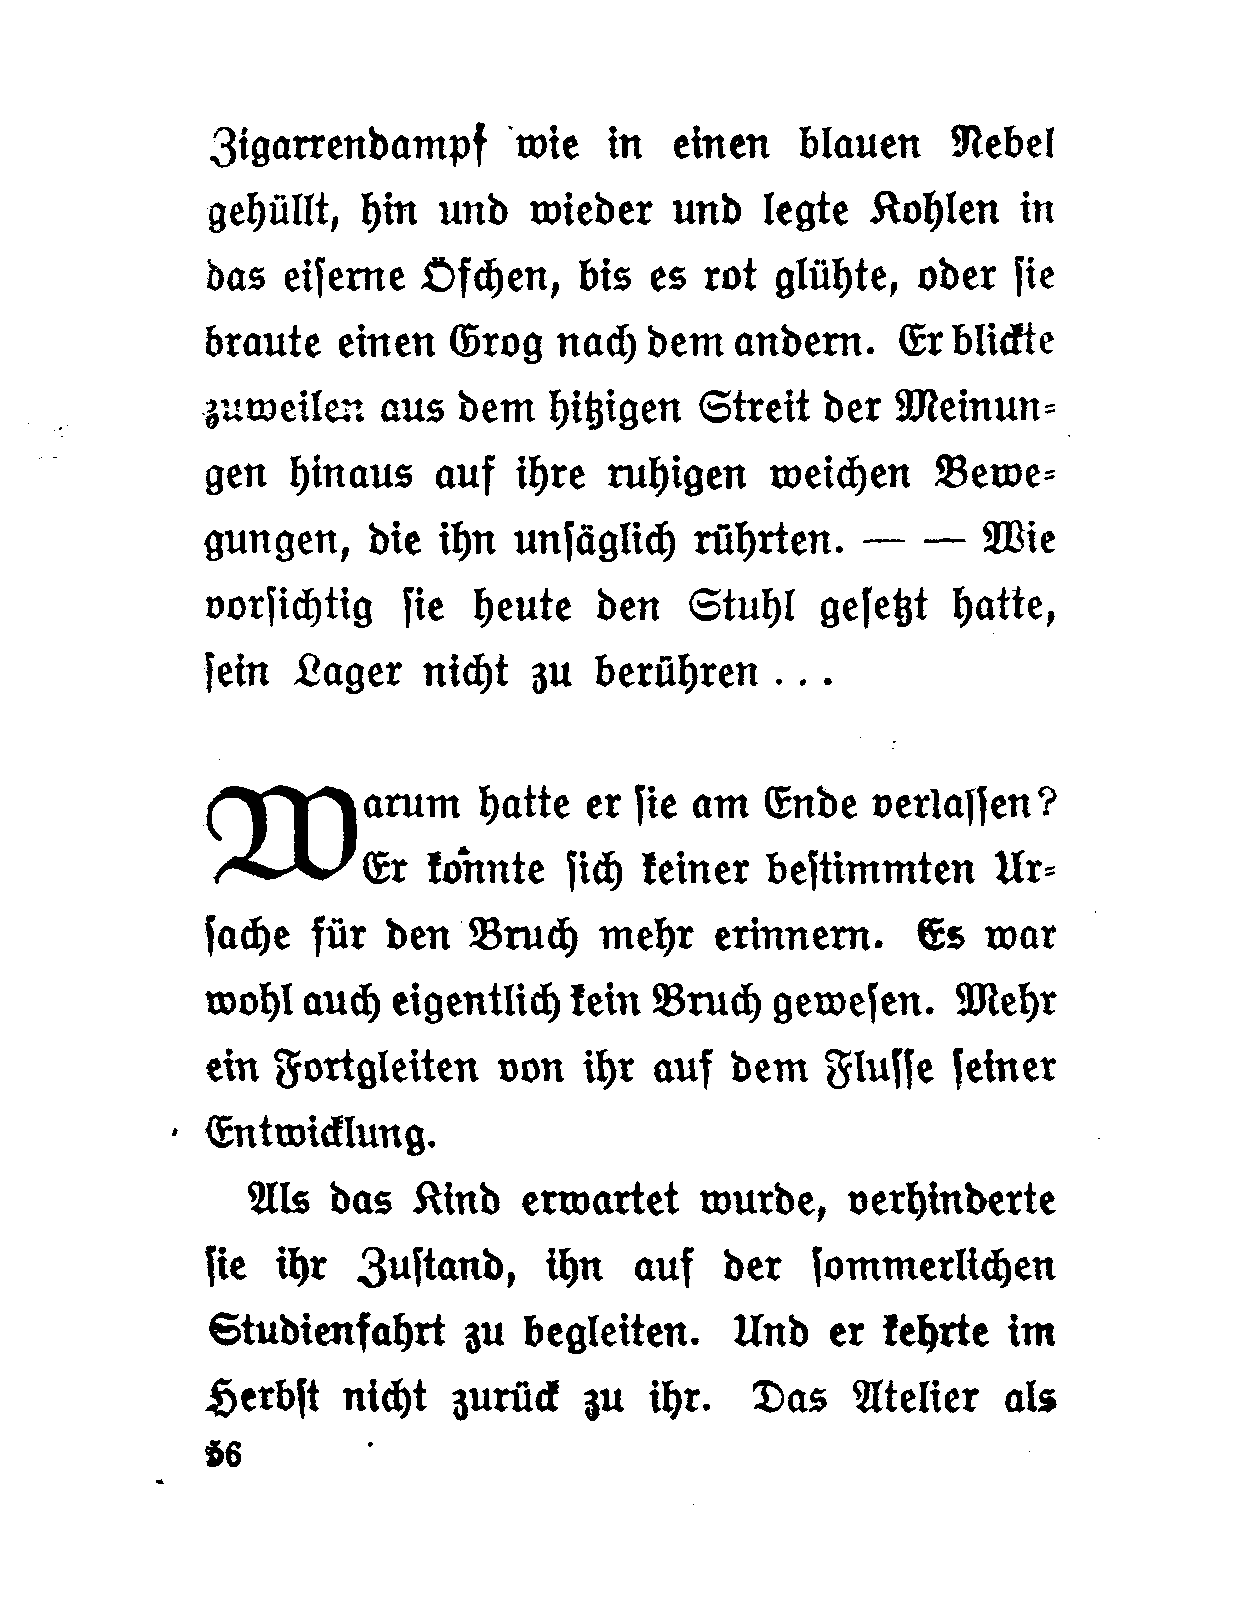 Zigarrendampf wie in einen blauen Nebel
gehüllt, hin und wieder und legte Kohlen in
das eiserne Öfchen, bis es rot glühte, oder sie
braute einen Grog nach dem andern. Er blickte
zuweilen aus dem hitzigen Streit der Meinun-
gen hinaus auf ihre ruhigen weichen Bewe-
gungen, die ihn unsäglich rührten. — — Wie
vorsichtig sie heute den Stuhl gesetzt hatte,
sein Lager nicht zu berühren . . .
Warum hatte er sie am Ende verlassen?
Er konnte sich keiner bestimmten Ur-
sache für den Bruch mehr erinnern. Es war
wohl auch eigentlich kein Bruch gewesen. Mehr
ein Fortgleiten von ihr auf dem Flusse seiner
Entwicklung.
Als das Kind erwartet wurde, verhinderte
sie ihr Zustand, ihn auf der sommerlichen
Studienfahrt zu begleiten. Und er kehrte im
Herbst nicht zurück zu ihr. Das Atelier als